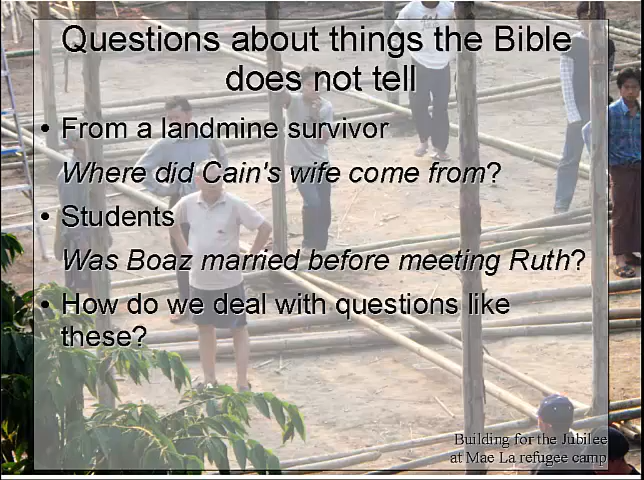 Questions about things the Bible
does not tell
• From a landmine survivor
Where did Cain's wife come from?
• Students
Was Boaz married before meeting Ruth?
• How do we deal with questions like
these?
Building for the Jubilee
at Mae La refugee camp